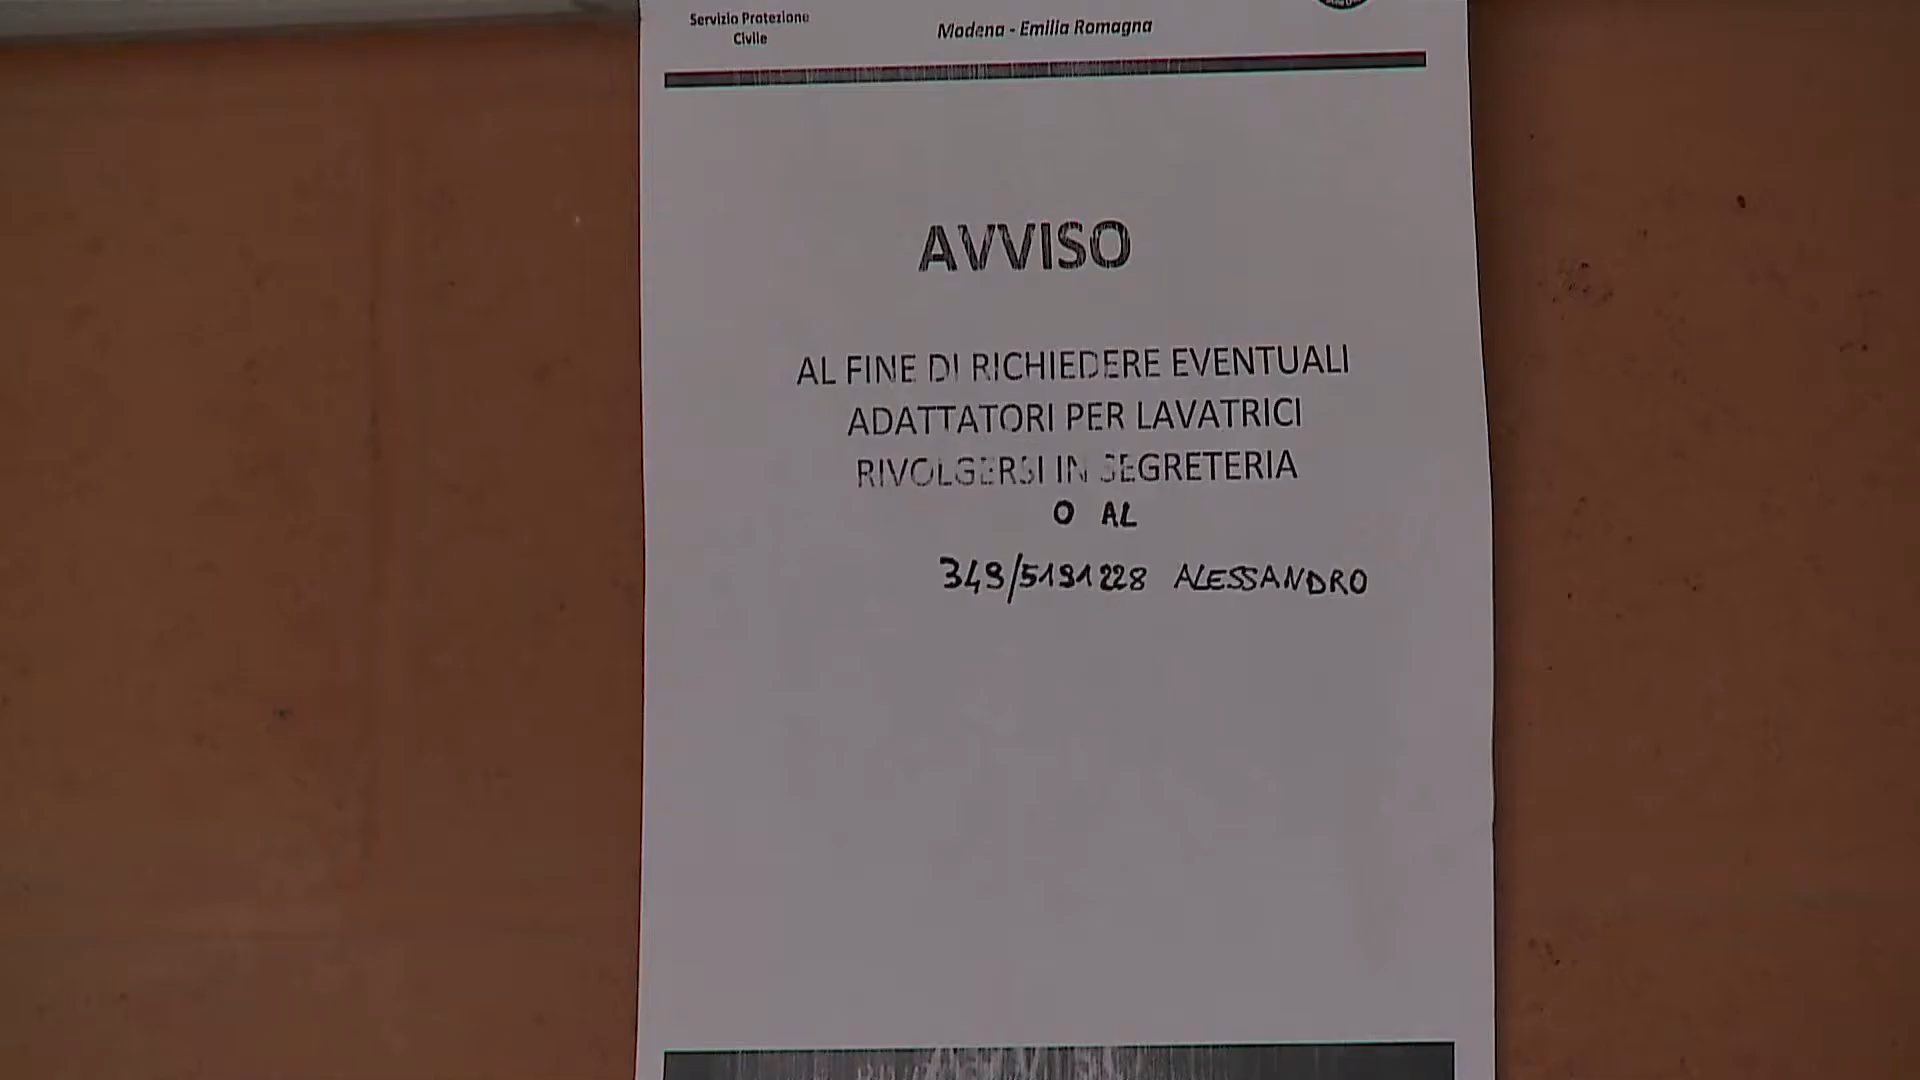 Servizio Protezione
Civile
Modena - Emilia Romagna
AVVISO
AL FINE DI RICHIEDERE EVENTUALI
ADATTATORI PER LAVATRICI
RIVOLGERSI IN SEGRETERIA
O AL
349/5191228 ALESSANDRO